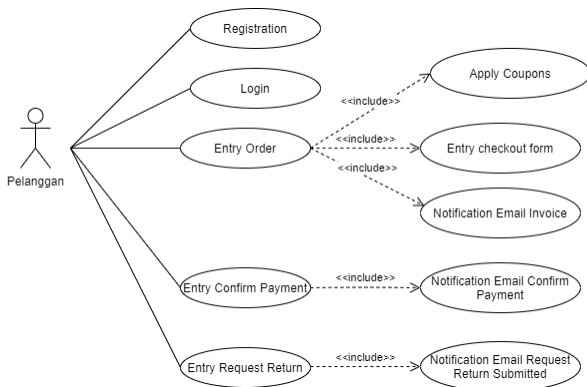 Registration
Login
Pelanggan
Entry Order
<<include>>
Apply Coupons
<<include>>
Entry checkout form
<<include>>
Notification Email Invoice
Entry Confirm Payment
<<include>>
Notification Email Confirm
Payment
Entry Request Return
<<include>>
Notification Email Request
Return Submitted